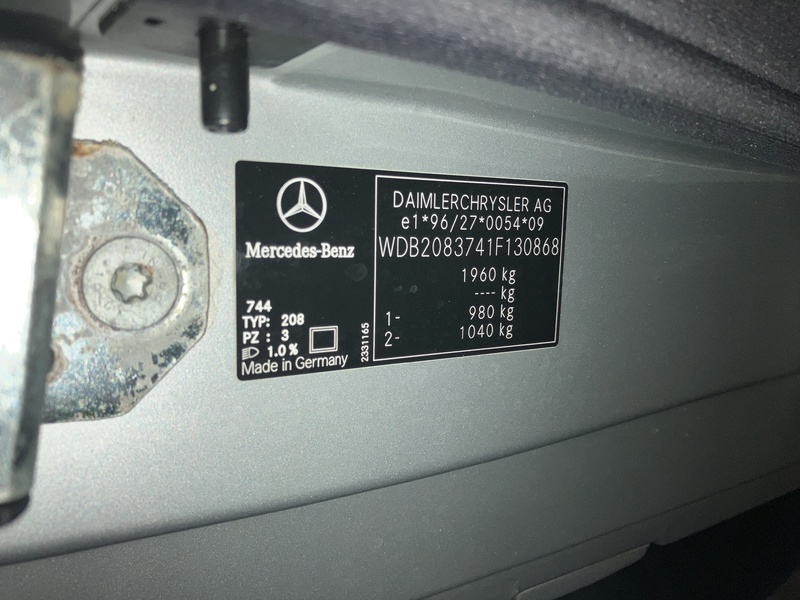 Mercedes-Benz
744
TYP: 208
PZ : 3
1.0 %
Made in Germany
2331165
DAIMLERCHRYSLER AG
e1*96/27*0054*09
WDB2083741F130868
1960 kg
---- kg
1- 980 kg
2- 1040 kg